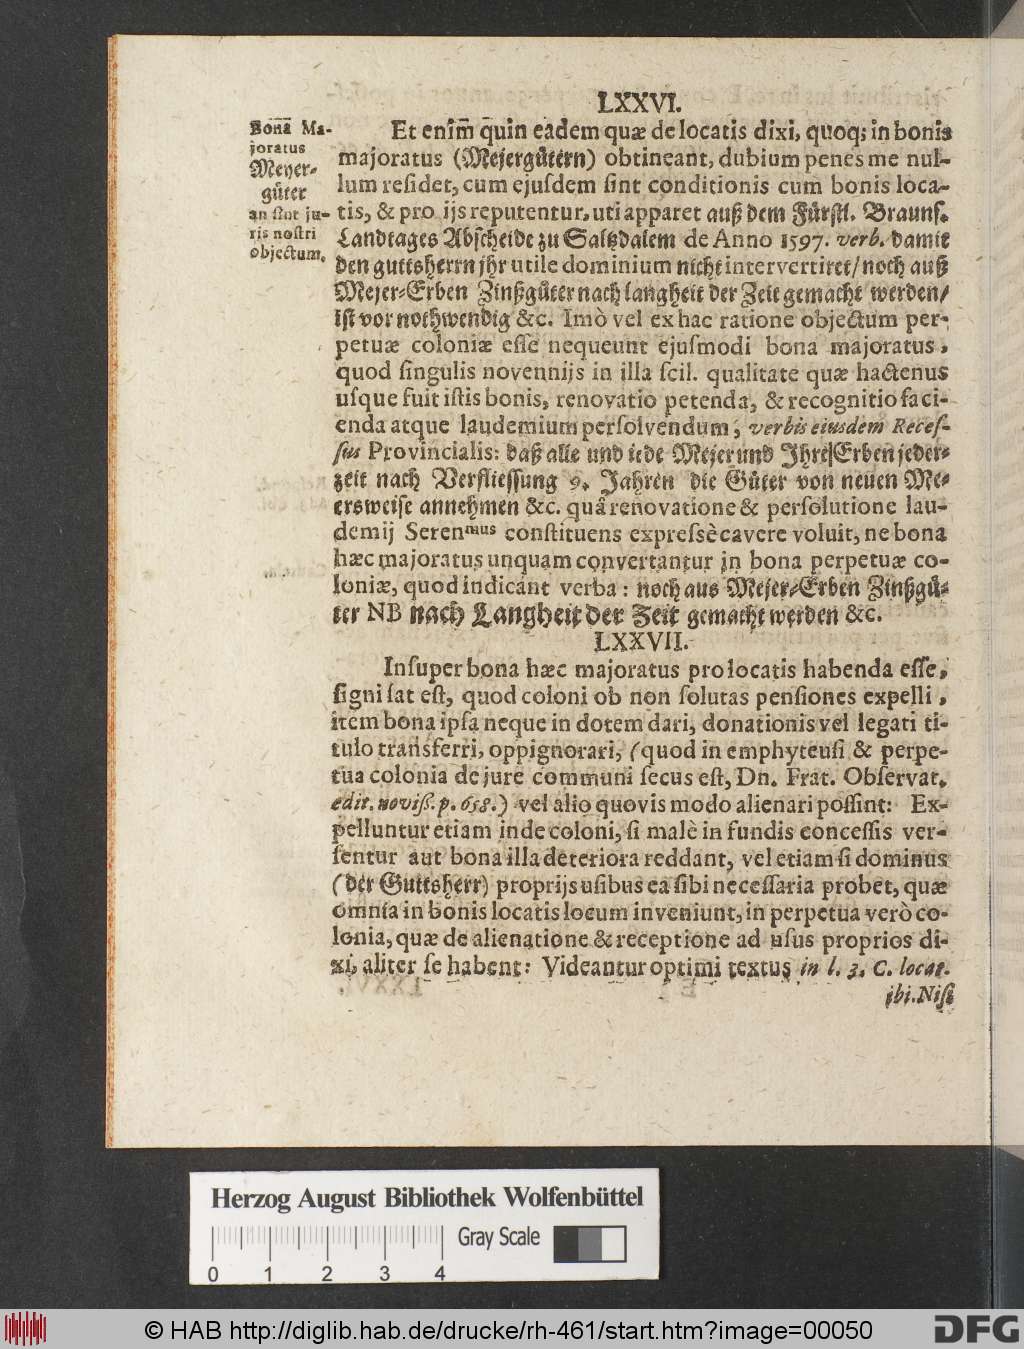 LXXVI.
Bona Ma-
joratus
Meyer-
güter
an sint ju-
ris nostri
objectum.
Et enim̄ quin eadem quæ de locatis dixi, quoq; in bonis
majoratus (Mejergütern) obtineant, dubium penes me nul-
lum residet, cum ejusdem sint conditionis cum bonis loca-
tis, & pro ijs reputentur, uti apparet auß dem Fürstl. Brauns.
Landtages Abscheide zu Saltzdalem de Anno 1597. verb. damit
den guttsherrn jhr utile dominium nicht intervertiret/ noch auß
Mejer-Erben Zinßgüter nach langheit der Zeit gemacht werden/
ist vor nothwendig &c. Imò vel ex hac ratione objectum per-
petuæ coloniæ esse nequeunt ejusmodi bona majoratus,
quod singulis novennijs in illa scil. qualitate quæ hactenus
usque fuit istis bonis, renovatio petenda, & recognitio faci-
enda atque laudemium persolvendum, verbis eiusdem Reces-
sus Provincialis: daß alle und iede Mejer und Jhre Erben jeder-
zeit nach Verfliessung 9. Jahren die Güter von neuen Me-
ersweise annehmen &c. quâ renovatione & persolutione lau-
demij Seren mus constituens expressè cavere voluit, ne bona
hæc majoratus unquam convertantur in bona perpetuæ co-
loniæ, quod indicant verba: noch aus Mejer-Erben Zinßgü-
ter NB nach Langheit der Zeit gemacht werden &c.
LXXVII.
Insuper bona hæc majoratus pro locatis habenda esse,
signi sat est, quod coloni ob non solutas pensiones expelli,
item bona ipsa neque in dotem dari, donationis vel legati ti-
tulo transferri, oppignorari, (quod in emphyteusi & perpe-
tua colonia de jure communi secus est, Dn. Frat. Observat.
edit. noviß. p. 658.) vel alio quovis modo alienari possint: Ex-
pelluntur etiam inde coloni, si malè in fundis concessis ver-
sentur aut bona illa deteriora reddant, vel etiam si dominus
(der Guttsherr) proprijs usibus ea sibi necessaria probet, quæ
omnia in bonis locatis locum inveniunt, in perpetua verò co-
lonia, quæ de alienatione & receptione ad usus proprios di-
xi, aliter se habent: Videantur optimi textus in l. 3. C. locat.
ibi. Nisi
Herzog August Bibliothek Wolfenbüttel
Gray Scale
0 1 2 3 4
© HAB http://diglib.hab.de/drucke/rh-461/start.htm?image=00050
DFG